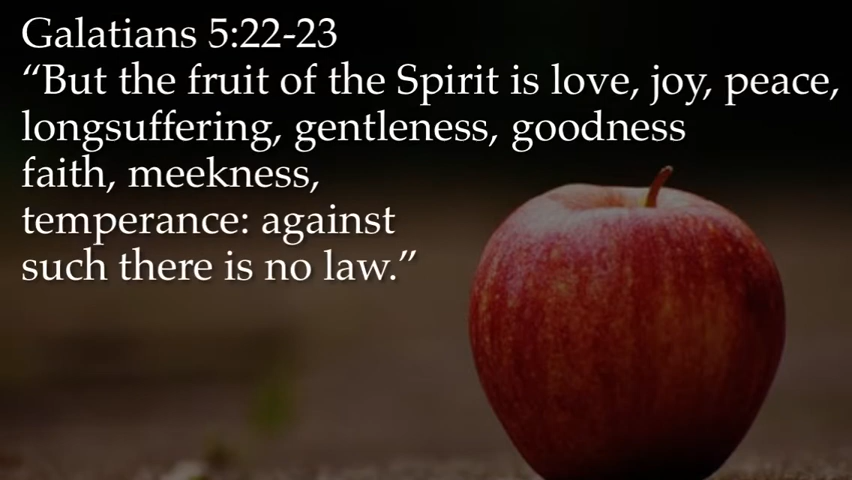 Galatians 5:22-23
“But the fruit of the Spirit is love, joy, peace,
longsuffering, gentleness, goodness
faith, meekness,
temperance: against
such there is no law.”